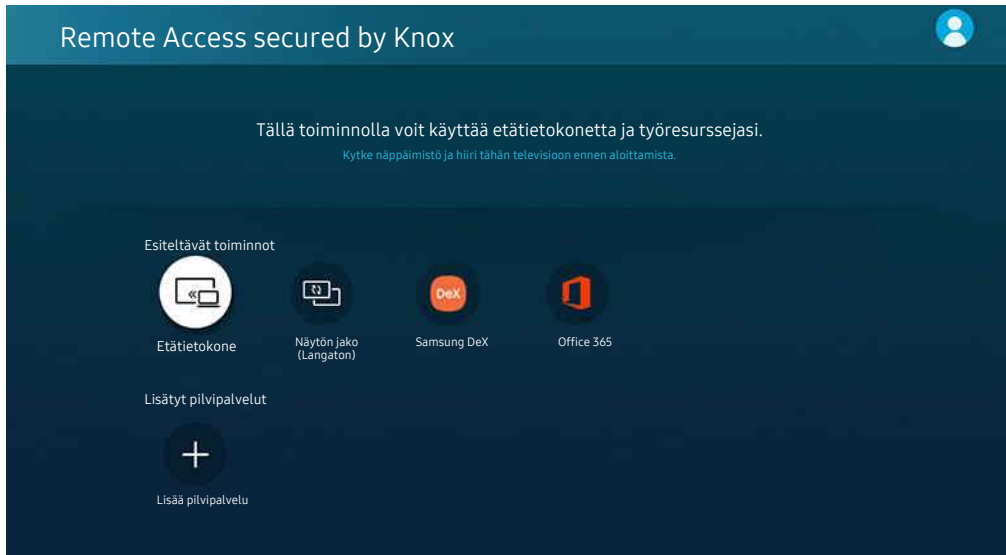 Remote Access secured by Knox
Tällä toiminnolla voit käyttää etätietokonetta ja työresurssejasi.
Kytke näppäimistö ja hiiri tähän televisioon ennen aloittamista.
Esiteltävät toiminnot
DeX
Etätietokone
Näytön jako
(Langaton)
Samsung DeX
Office 365
Lisätyt pilvipalvelut
Lisää pilvipalvelu